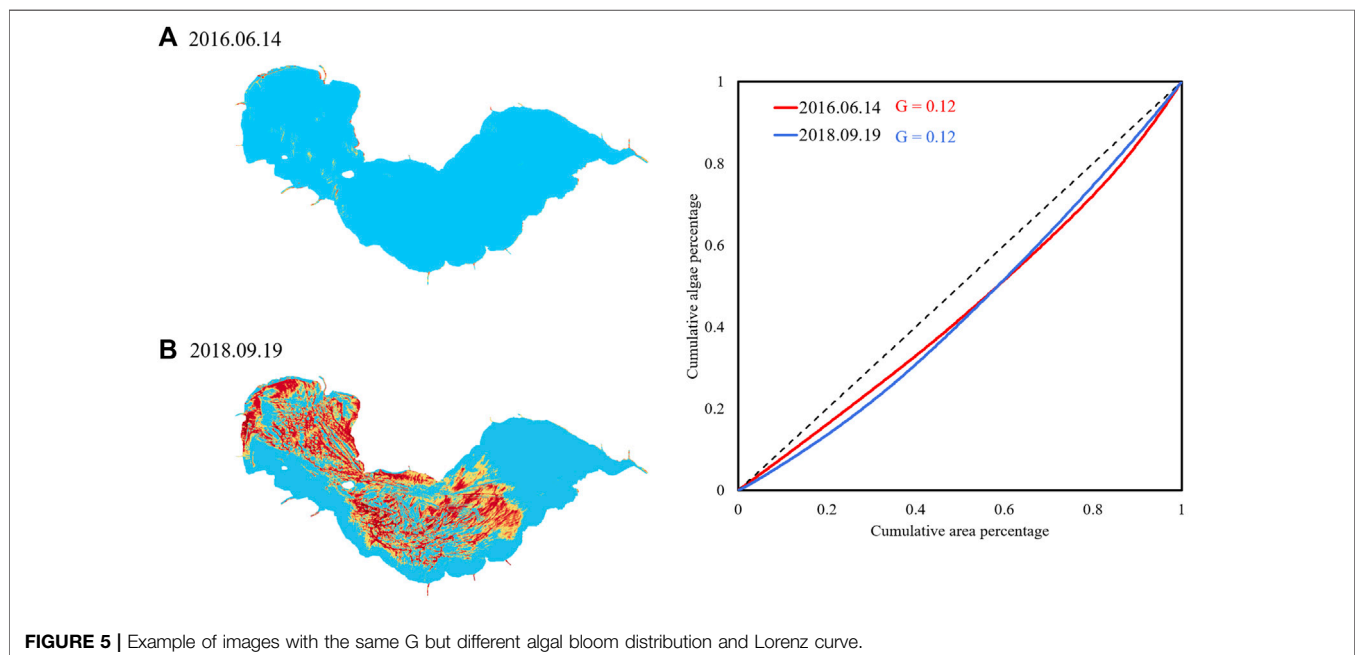 A 2016.06.14
B 2018.09.19
1
0.8
0.6
0.4
0.2
0
Cumulative algae percentage
2016.06.14 G = 0.12
2018.09.19 G = 0.12
0 0.2 0.4 0.6 0.8 1
Cumulative area percentage
FIGURE 5 | Example of images with the same G but different algal bloom distribution and Lorenz curve.